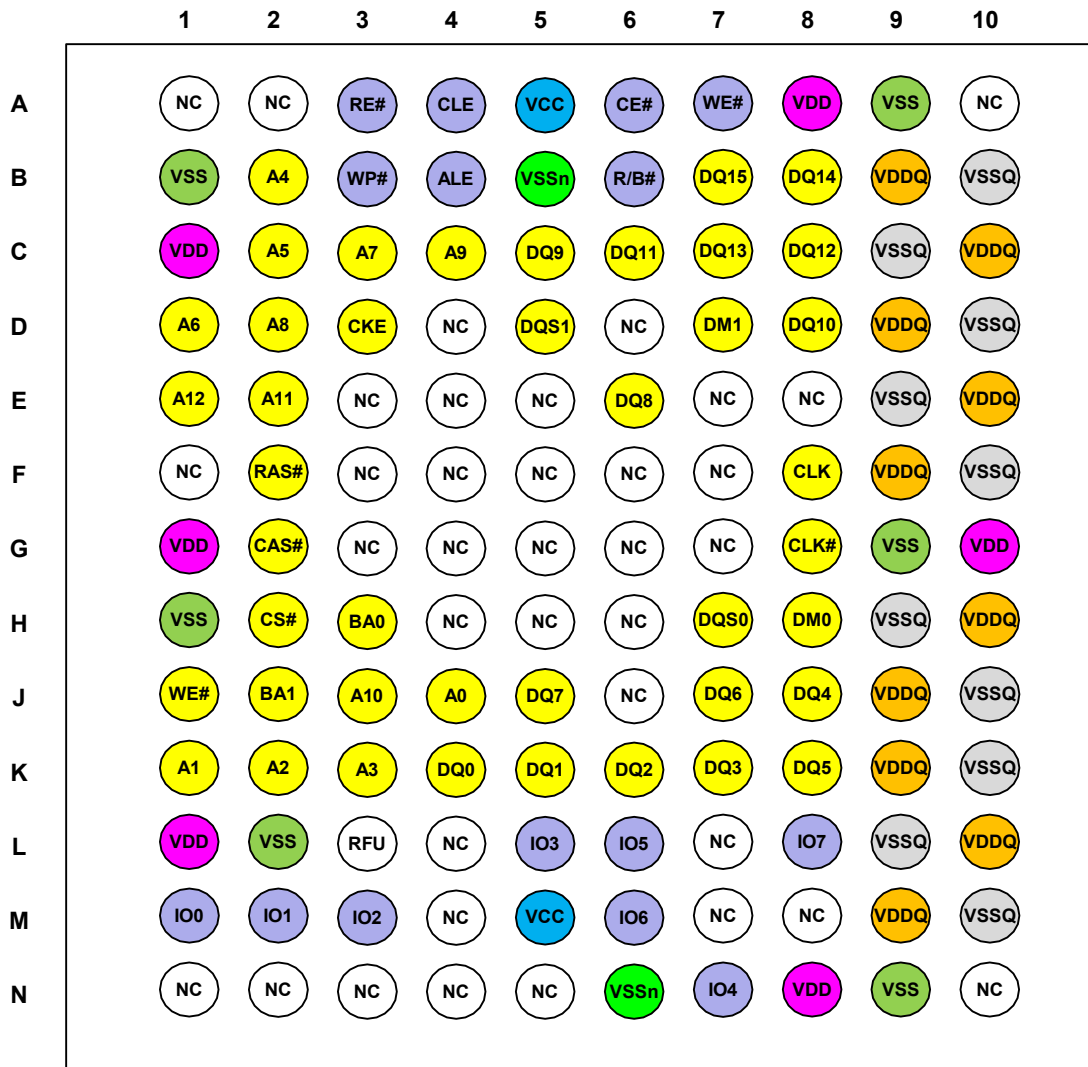 1 2 3 4 5 6 7 8 9 10
A NC NC RE# CLE VCC CE# WE# VDD VSS NC
B VSS A4 WP# ALE VSSn R/B# DQ15 DQ14 VDDQ VSSQ
C VDD A5 A7 A9 DQ9 DQ11 DQ13 DQ12 VSSQ VDDQ
D A6 A8 CKE NC DQS1 NC DM1 DQ10 VDDQ VSSQ
E A12 A11 NC NC NC DQ8 NC NC VSSQ VDDQ
F NC RAS# NC NC NC NC NC CLK VDDQ VSSQ
G VDD CAS# NC NC NC NC NC CLK# VSS VDD
H VSS CS# BA0 NC NC NC DQS0 DM0 VSSQ VDDQ
J WE# BA1 A10 A0 DQ7 NC DQ6 DQ4 VDDQ VSSQ
K A1 A2 A3 DQ0 DQ1 DQ2 DQ3 DQ5 VDDQ VSSQ
L VDD VSS RFU NC IO3 IO5 NC IO7 VSSQ VDDQ
M IO0 IO1 IO2 NC VCC IO6 NC NC VDDQ VSSQ
N NC NC NC NC NC VSSn IO4 VDD VSS NC